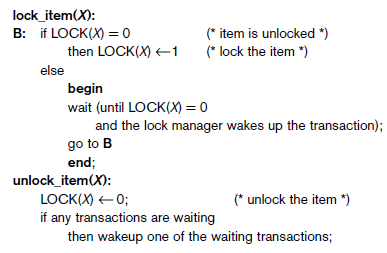 lock_item(X):
B: if LOCK(X) = 0 (* item is unlocked *)
then LOCK(X) ←1 (* lock the item *)
else
begin
wait (until LOCK(X) = 0
and the lock manager wakes up the transaction);
go to B
end;
unlock_item(X):
LOCK(X) ← 0; (* unlock the item *)
if any transactions are waiting
then wakeup one of the waiting transactions;